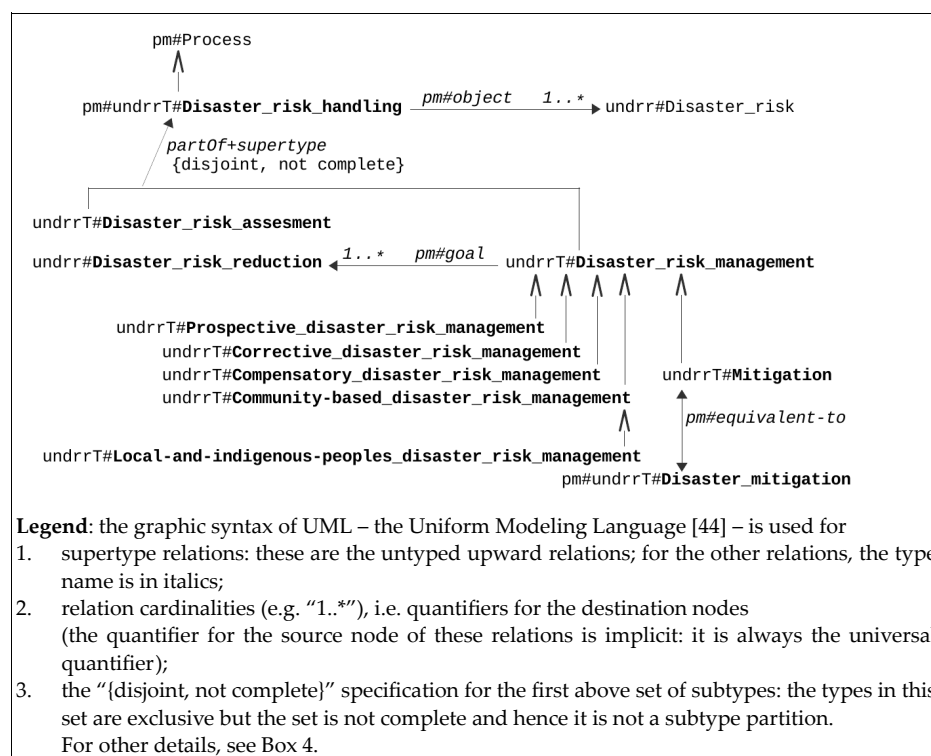 pm#Process
pm#undrrT#Disaster_risk_handling pm#object 1..* undrr#Disaster_risk
partOf+supertype
{disjoint, not complete}
undrrT#Disaster_risk_assesment
undrr#Disaster_risk_reduction 1..* pm#goal undrrT#Disaster_risk_management
undrrT#Prospective_disaster_risk_management
undrrT#Corrective_disaster_risk_management
undrrT#Compensatory_disaster_risk_management undrrT#Mitigation
undrrT#Community-based_disaster_risk_management
pm#equivalent-to
undrrT#Local-and-indigenous-peoples_disaster_risk_management
pm#undrrT#Disaster_mitigation
Legend: the graphic syntax of UML – the Uniform Modeling Language [44] – is used for
1. supertype relations: these are the untyped upward relations; for the other relations, the type
name is in italics;
2. relation cardinalities (e.g. “1..*”), i.e. quantifiers for the destination nodes
(the quantifier for the source node of these relations is implicit: it is always the universal
quantifier);
3. the “{disjoint, not complete}” specification for the first above set of subtypes: the types in this
set are exclusive but the set is not complete and hence it is not a subtype partition.
For other details, see Box 4.